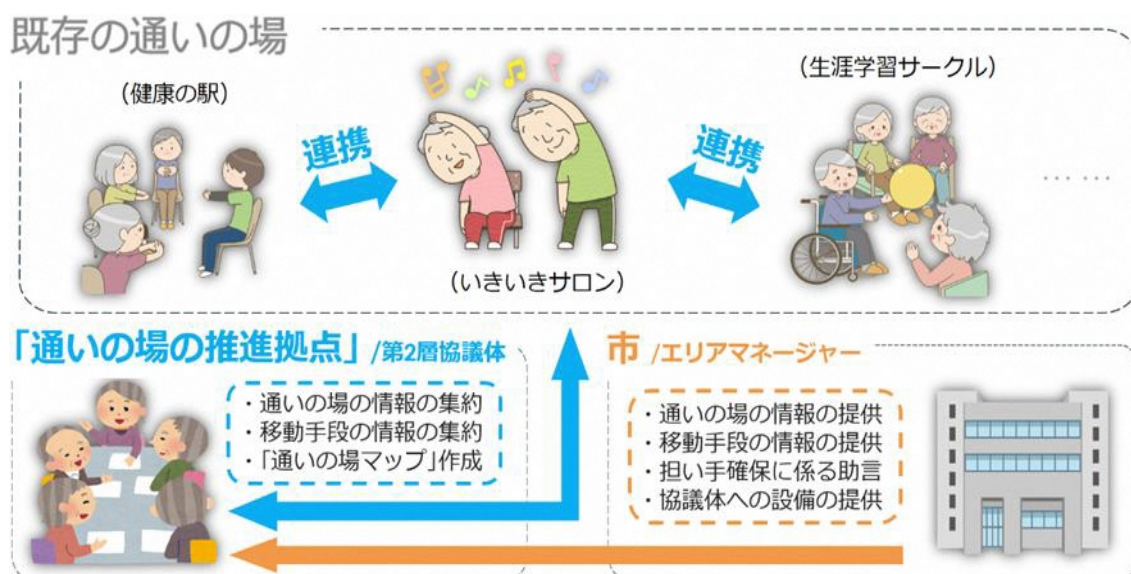 既存の通いの場
（健康の駅）
連携
（いきいきサロン）
連携
（生涯学習サークル）
……
「通いの場の推進拠点」/第2層協議体
・通いの場の情報の集約
・移動手段の情報の集約
・「通いの場マップ」作成
市 /エリアマネージャー
・通いの場の情報の提供
・移動手段の情報の提供
・担い手確保に係る助言
・協議体への設備の提供